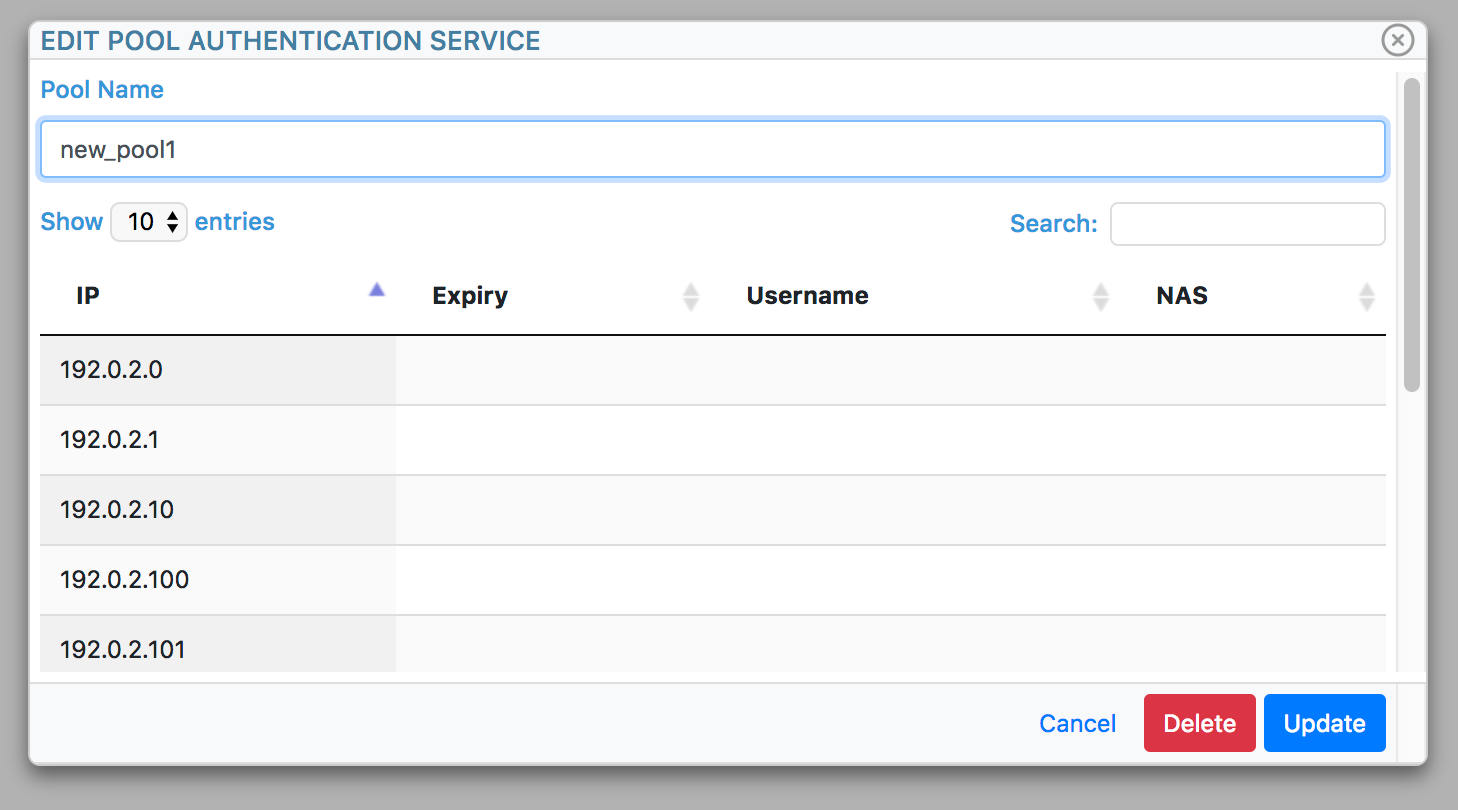 EDIT POOL AUTHENTICATION SERVICE
Pool Name
new_pool1
Show 10 entries Search:
IP Expiry Username NAS
192.0.2.0
192.0.2.1
192.0.2.10
192.0.2.100
192.0.2.101
Cancel Delete Update